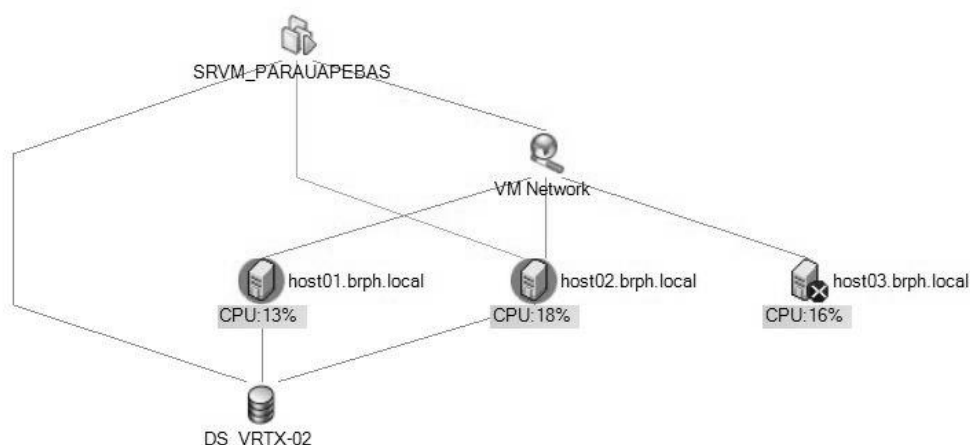 SRVM_PARAUAPEBAS
VM Network
host01.brph.local
host02.brph.local
host03.brph.local
CPU:13%
CPU:18%
CPU:16%
DS_VRTX-02